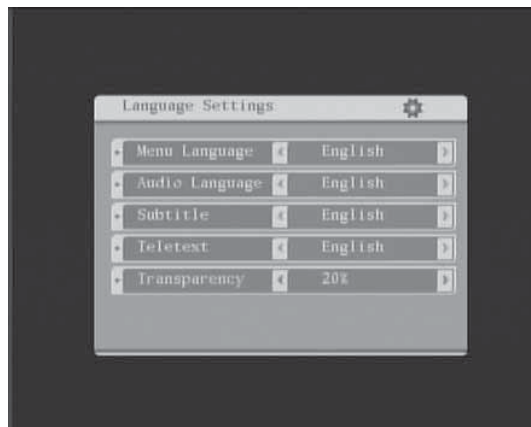 Language Settings
Menu Language English
Audio Language English
Subtitle English
Teletext English
Transparency 20%